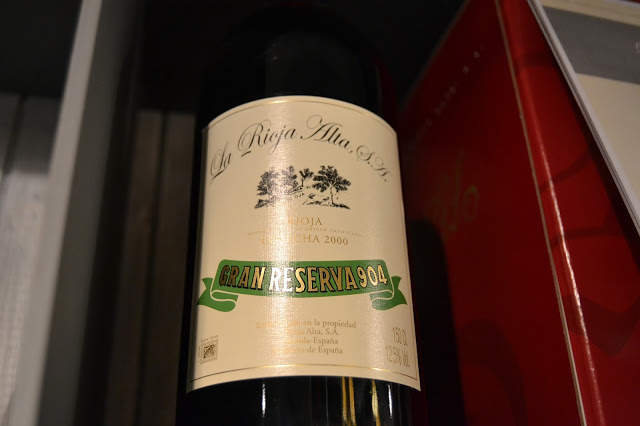 La Rioja Alta, S.A.
RIOJA
COSECHA 2000
GRAN RESERVA 904
en la propiedad
Alta, S.A.
España
de España
150 cl.
12,5% Vol.